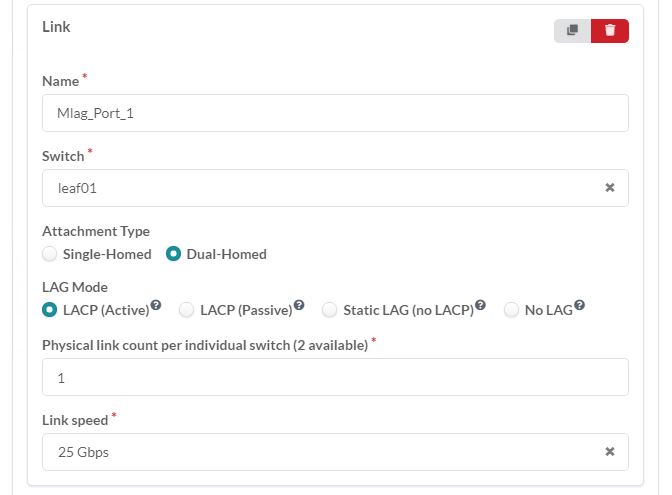 Link
Name *
Mlag_Port_1
Switch *
leaf01
Attachment Type
Single-Homed Dual-Homed
LAG Mode
LACP (Active) ? LACP (Passive) ? Static LAG (no LACP) ? No LAG ?
Physical link count per individual switch (2 available) *
1
Link speed *
25 Gbps